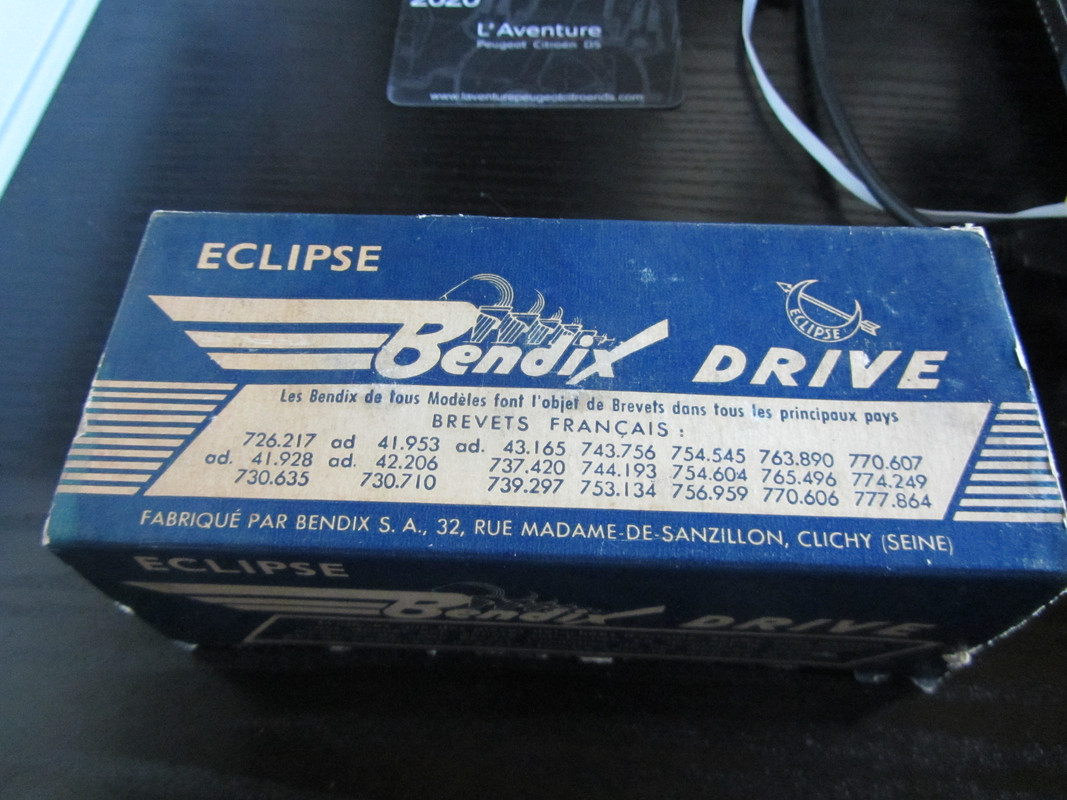 2020
L'Aventure
Peugeot Citroën DS
www.laventurepeugeotcitroends.com
ECLIPSE
ECLIPSE
Bendix DRIVE
Les Bendix de tous Modèles font l'objet de Brevets dans tous les principaux pays
BREVETS FRANÇAIS :
726.217 ad 41.953 ad. 43.165 743.756 754.545 763.890 770.607
ad. 41.928 ad. 42.206 737.420 744.193 754.604 765.496 774.249
730.635 730.710 739.297 753.134 756.959 770.606 777.864
FABRIQUÉ PAR BENDIX S. A., 32, RUE MADAME-DE-SANZILLON, CLICHY (SEINE)
ECLIPSE
Bendix DRIVE